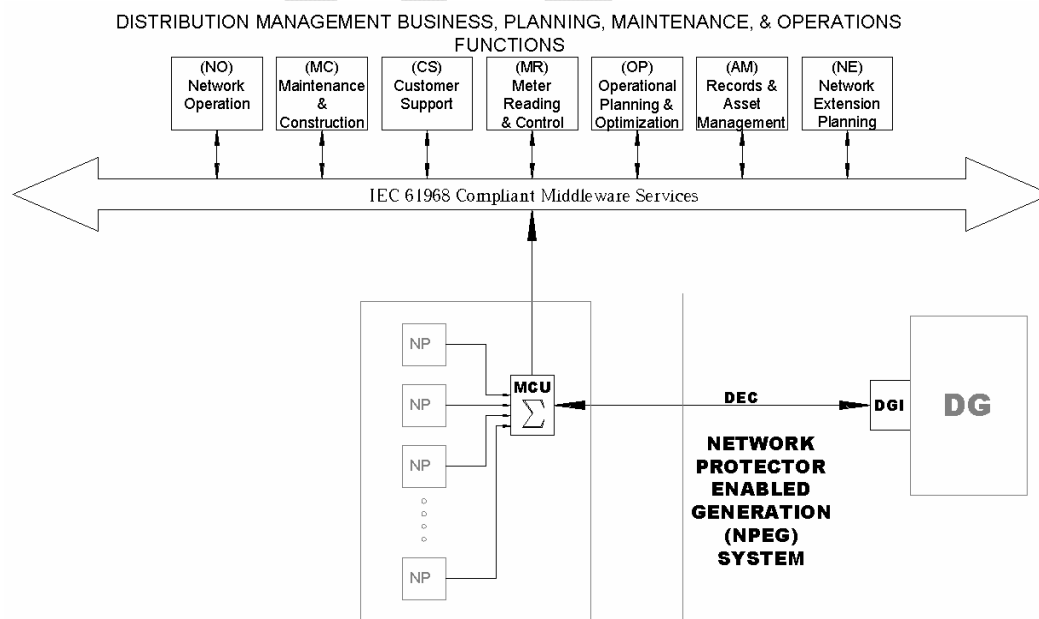 DISTRIBUTION MANAGEMENT BUSINESS, PLANNING, MAINTENANCE, & OPERATIONS
FUNCTIONS
(NO)
Network
Operation
(MC)
Maintenance
&
Construction
(CS)
Customer
Support
(MR)
Meter
Reading
& Control
(OP)
Operational
Planning &
Optimization
(AM)
Records &
Asset
Management
(NE)
Network
Extension
Planning
IEC 61968 Compliant Middleware Services
NP
NP
NP
NP
MCU
Σ
DEC
DGI
DG
NETWORK
PROTECTOR
ENABLED
GENERATION
(NPEG)
SYSTEM